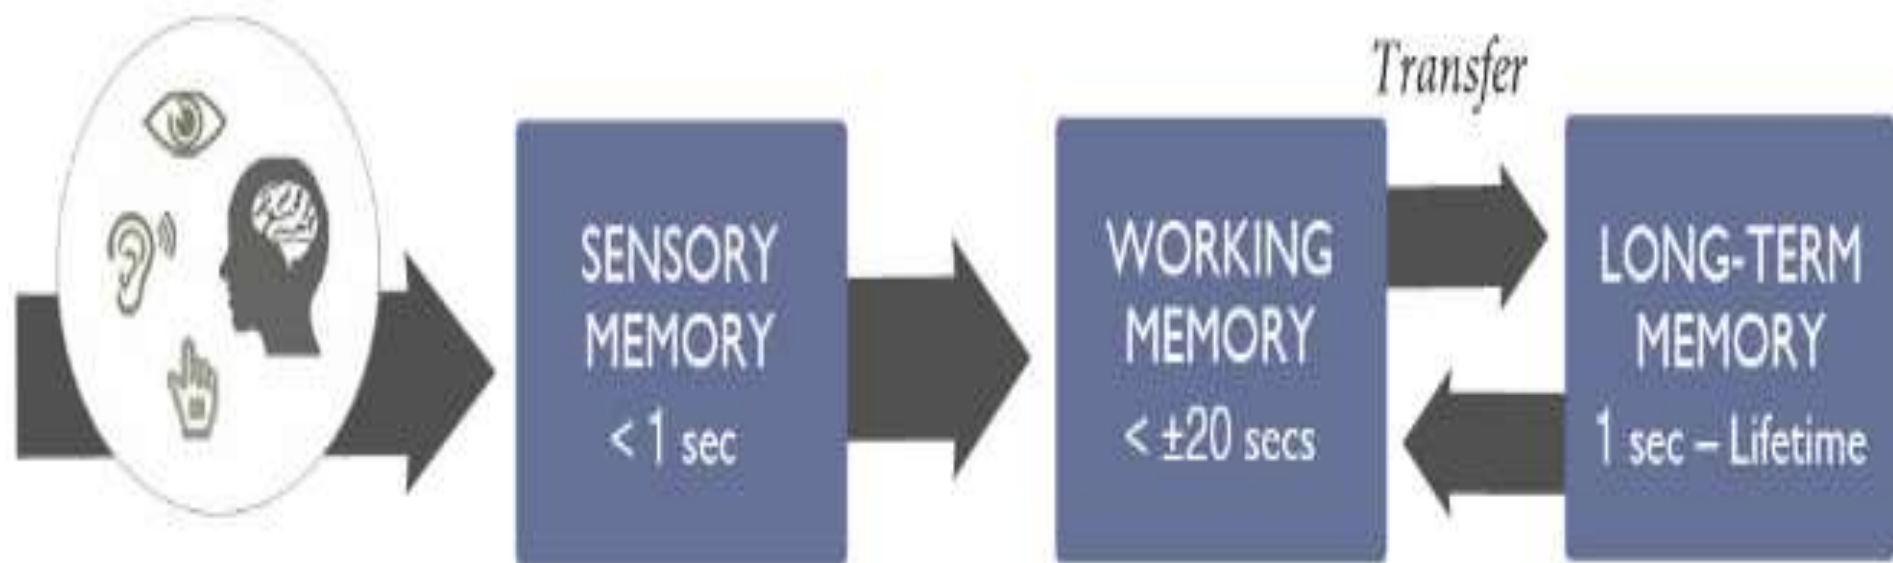 SENSORY
MEMORY
< 1 sec
WORKING
MEMORY
< ±20 secs
Transfer
LONG-TERM
MEMORY
1 sec – Lifetime